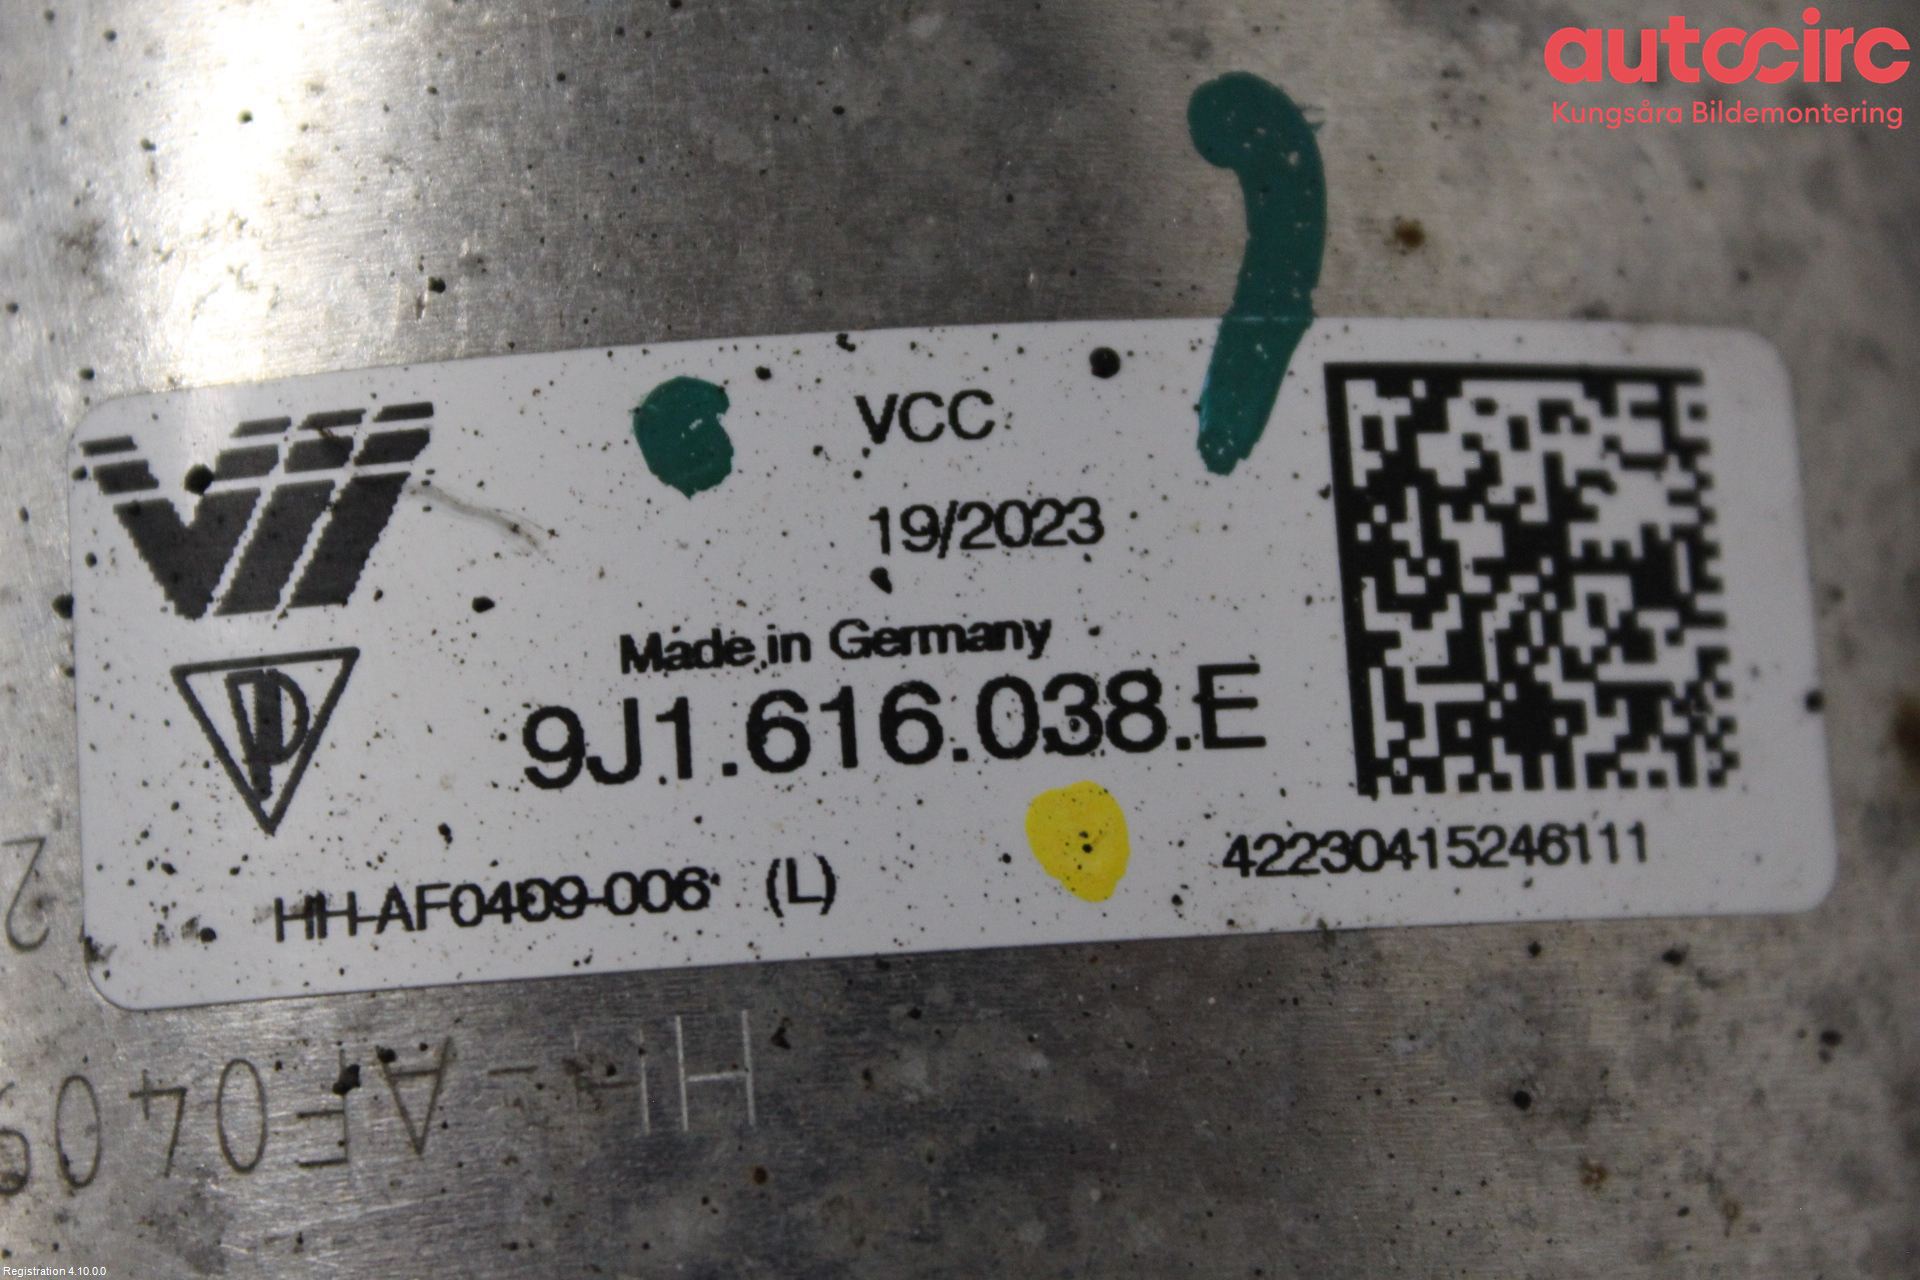 autocirc
Kungsåra Bildemontering
VCC
19/2023
Made in Germany
9J1.616.038.E
HH-AF0409-006 (L)
42230415246111
HH-AF0409
Registration 4.10.0.0